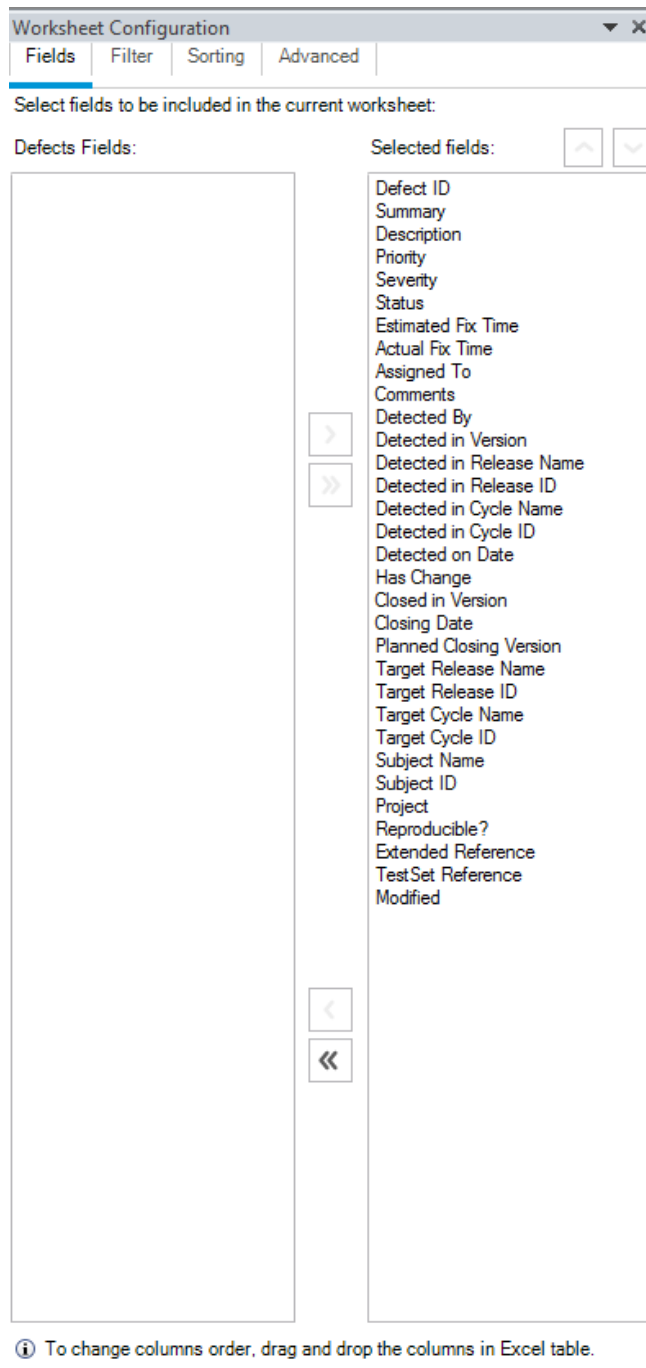 Worksheet Configuration
Fields Filter Sorting Advanced
Select fields to be included in the current worksheet:
Defects Fields: Selected fields:
Defect ID
Summary
Description
Priority
Severity
Status
Estimated Fix Time
Actual Fix Time
Assigned To
Comments
Detected By
Detected in Version
Detected in Release Name
Detected in Release ID
Detected in Cycle Name
Detected in Cycle ID
Detected on Date
Has Change
Closed in Version
Closing Date
Planned Closing Version
Target Release Name
Target Release ID
Target Cycle Name
Target Cycle ID
Subject Name
Subject ID
Project
Reproducible?
Extended Reference
TestSet Reference
Modified
To change columns order, drag and drop the columns in Excel table.